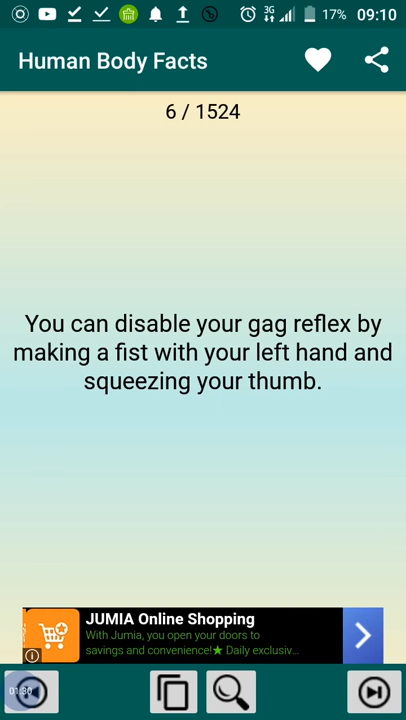 3G 17% 09:10
Human Body Facts
6 / 1524
You can disable your gag reflex by
making a fist with your left hand and
squeezing your thumb.
JUMIA Online Shopping
With Jumia, you open your doors to
savings and convenience!★ Daily exclusiv...
01:30